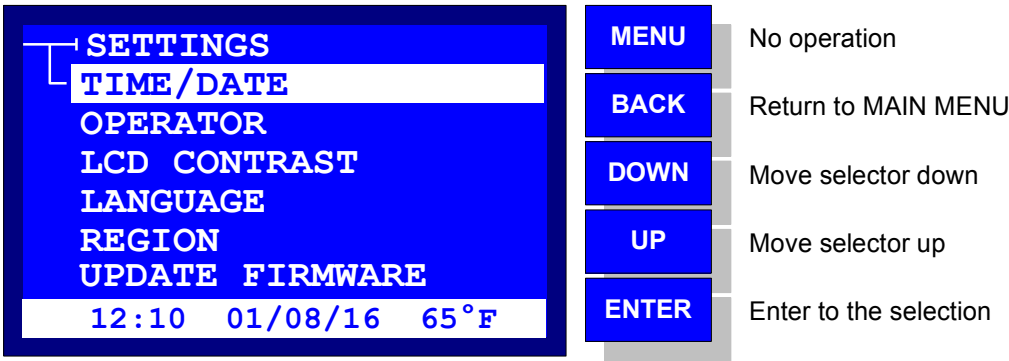 SETTINGS
TIME/DATE
OPERATOR
LCD CONTRAST
LANGUAGE
REGION
UPDATE FIRMWARE
12:10 01/08/16 65°F
MENU No operation
BACK Return to MAIN MENU
DOWN Move selector down
UP Move selector up
ENTER Enter to the selection